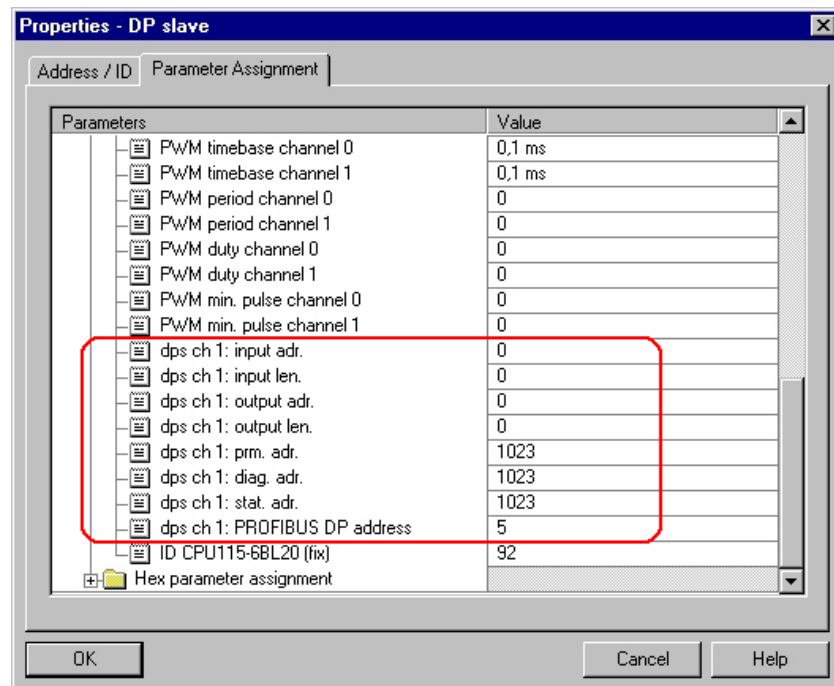 Properties - DP slave
Address / ID Parameter Assignment
Parameters Value
PWM timebase channel 0 0,1 ms
PWM timebase channel 1 0,1 ms
PWM period channel 0 0
PWM period channel 1 0
PWM duty channel 0 0
PWM duty channel 1 0
PWM min. pulse channel 0 0
PWM min. pulse channel 1 0
dps ch 1: input adr. 0
dps ch 1: input len. 0
dps ch 1: output adr. 0
dps ch 1: output len. 0
dps ch 1: prm. adr. 1023
dps ch 1: diag. adr. 1023
dps ch 1: stat. adr. 1023
dps ch 1: PROFIBUS DP address 5
ID CPU115-6BL20 (fix) 92
Hex parameter assignment
OK Cancel Help